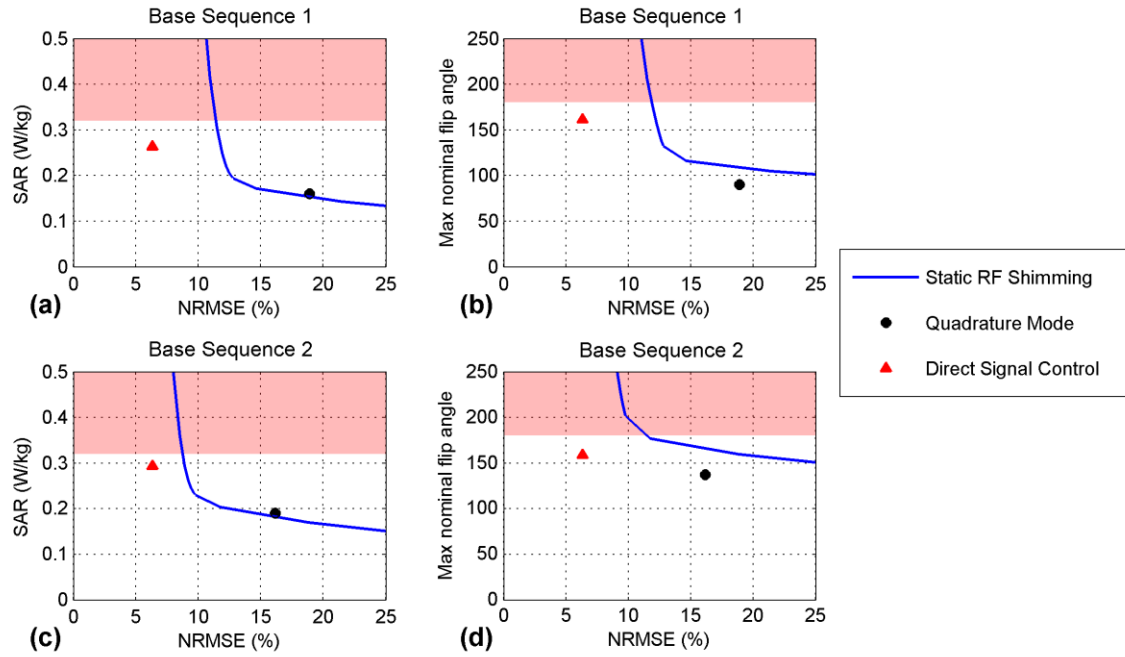 Base Sequence 1
0.5
0.4
0.3
0.2
0.1
0
SAR (W/kg)
0 5 10 15 20 25
NRMSE (%)
(a)
Base Sequence 1
250
200
150
100
50
0
Max nominal flip angle
0 5 10 15 20 25
NRMSE (%)
(b)
Base Sequence 2
0.5
0.4
0.3
0.2
0.1
0
SAR (W/kg)
0 5 10 15 20 25
NRMSE (%)
(c)
Base Sequence 2
250
200
150
100
50
0
Max nominal flip angle
0 5 10 15 20 25
NRMSE (%)
(d)
Static RF Shimming
Quadrature Mode
Direct Signal Control